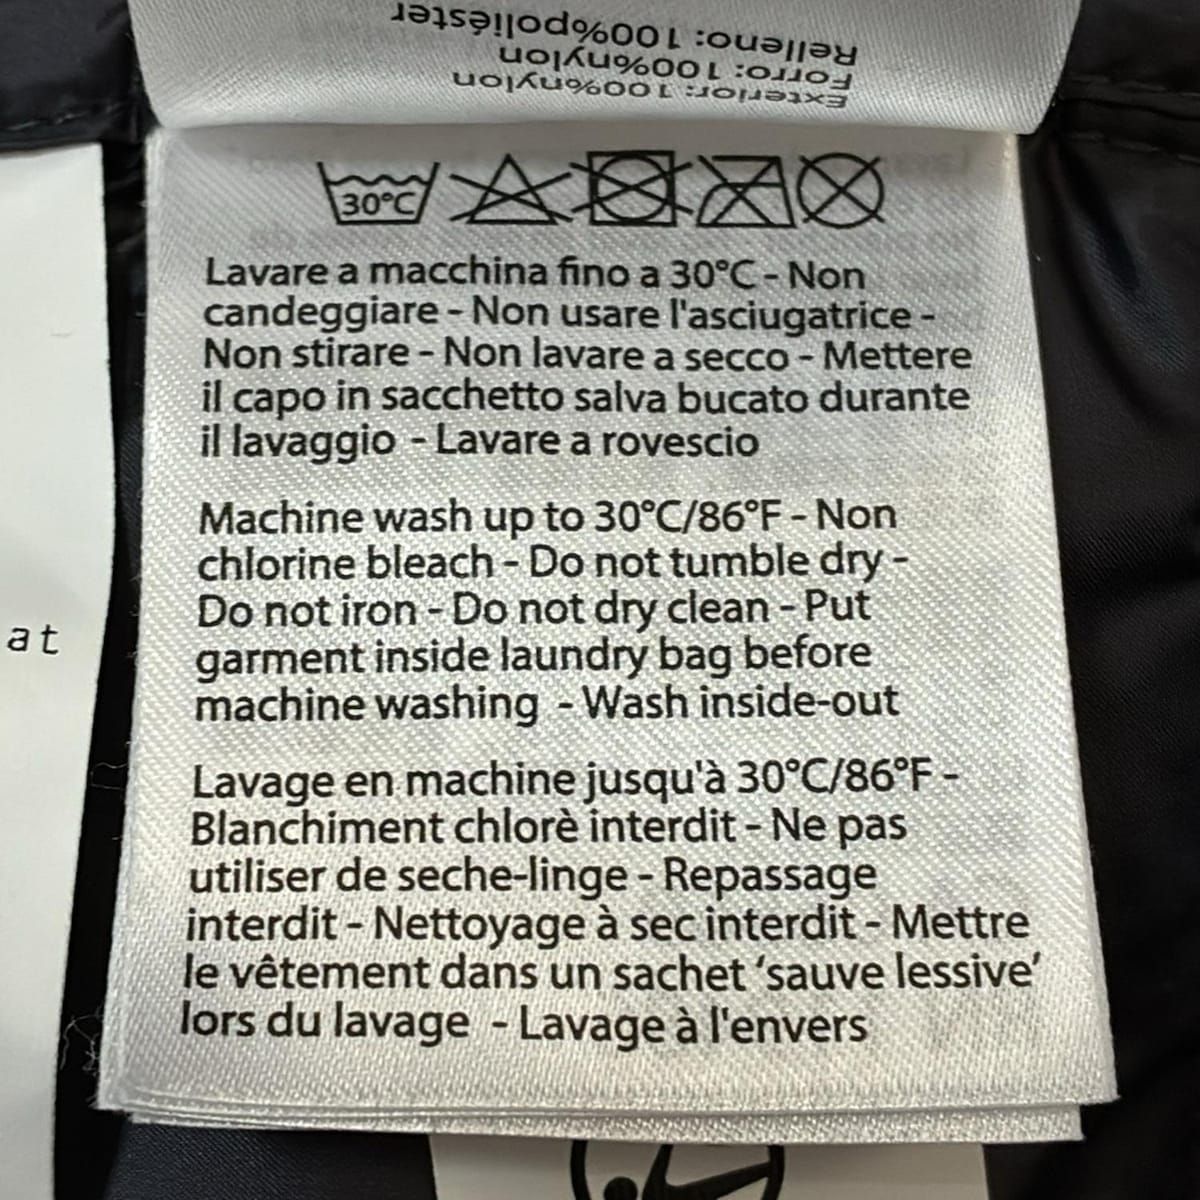 Relleno: 100%poliéster
Forro: 100%nylon
Exterior: 100%nylon
30°C
Lavare a macchina fino a 30°C - Non
candeggiare - Non usare l'asciugatrice -
Non stirare - Non lavare a secco - Mettere
il capo in sacchetto salva bucato durante
il lavaggio - Lavare a rovescio
Machine wash up to 30°C/86°F - Non
chlorine bleach - Do not tumble dry -
Do not iron - Do not dry clean - Put
garment inside laundry bag before
machine washing - Wash inside-out
Lavage en machine jusqu'à 30°C/86°F -
Blanchiment chlorè interdit - Ne pas
utiliser de seche-linge - Repassage
interdit - Nettoyage à sec interdit - Mettre
le vêtement dans un sachet ‘sauve lessive’
lors du lavage - Lavage à l'envers
at